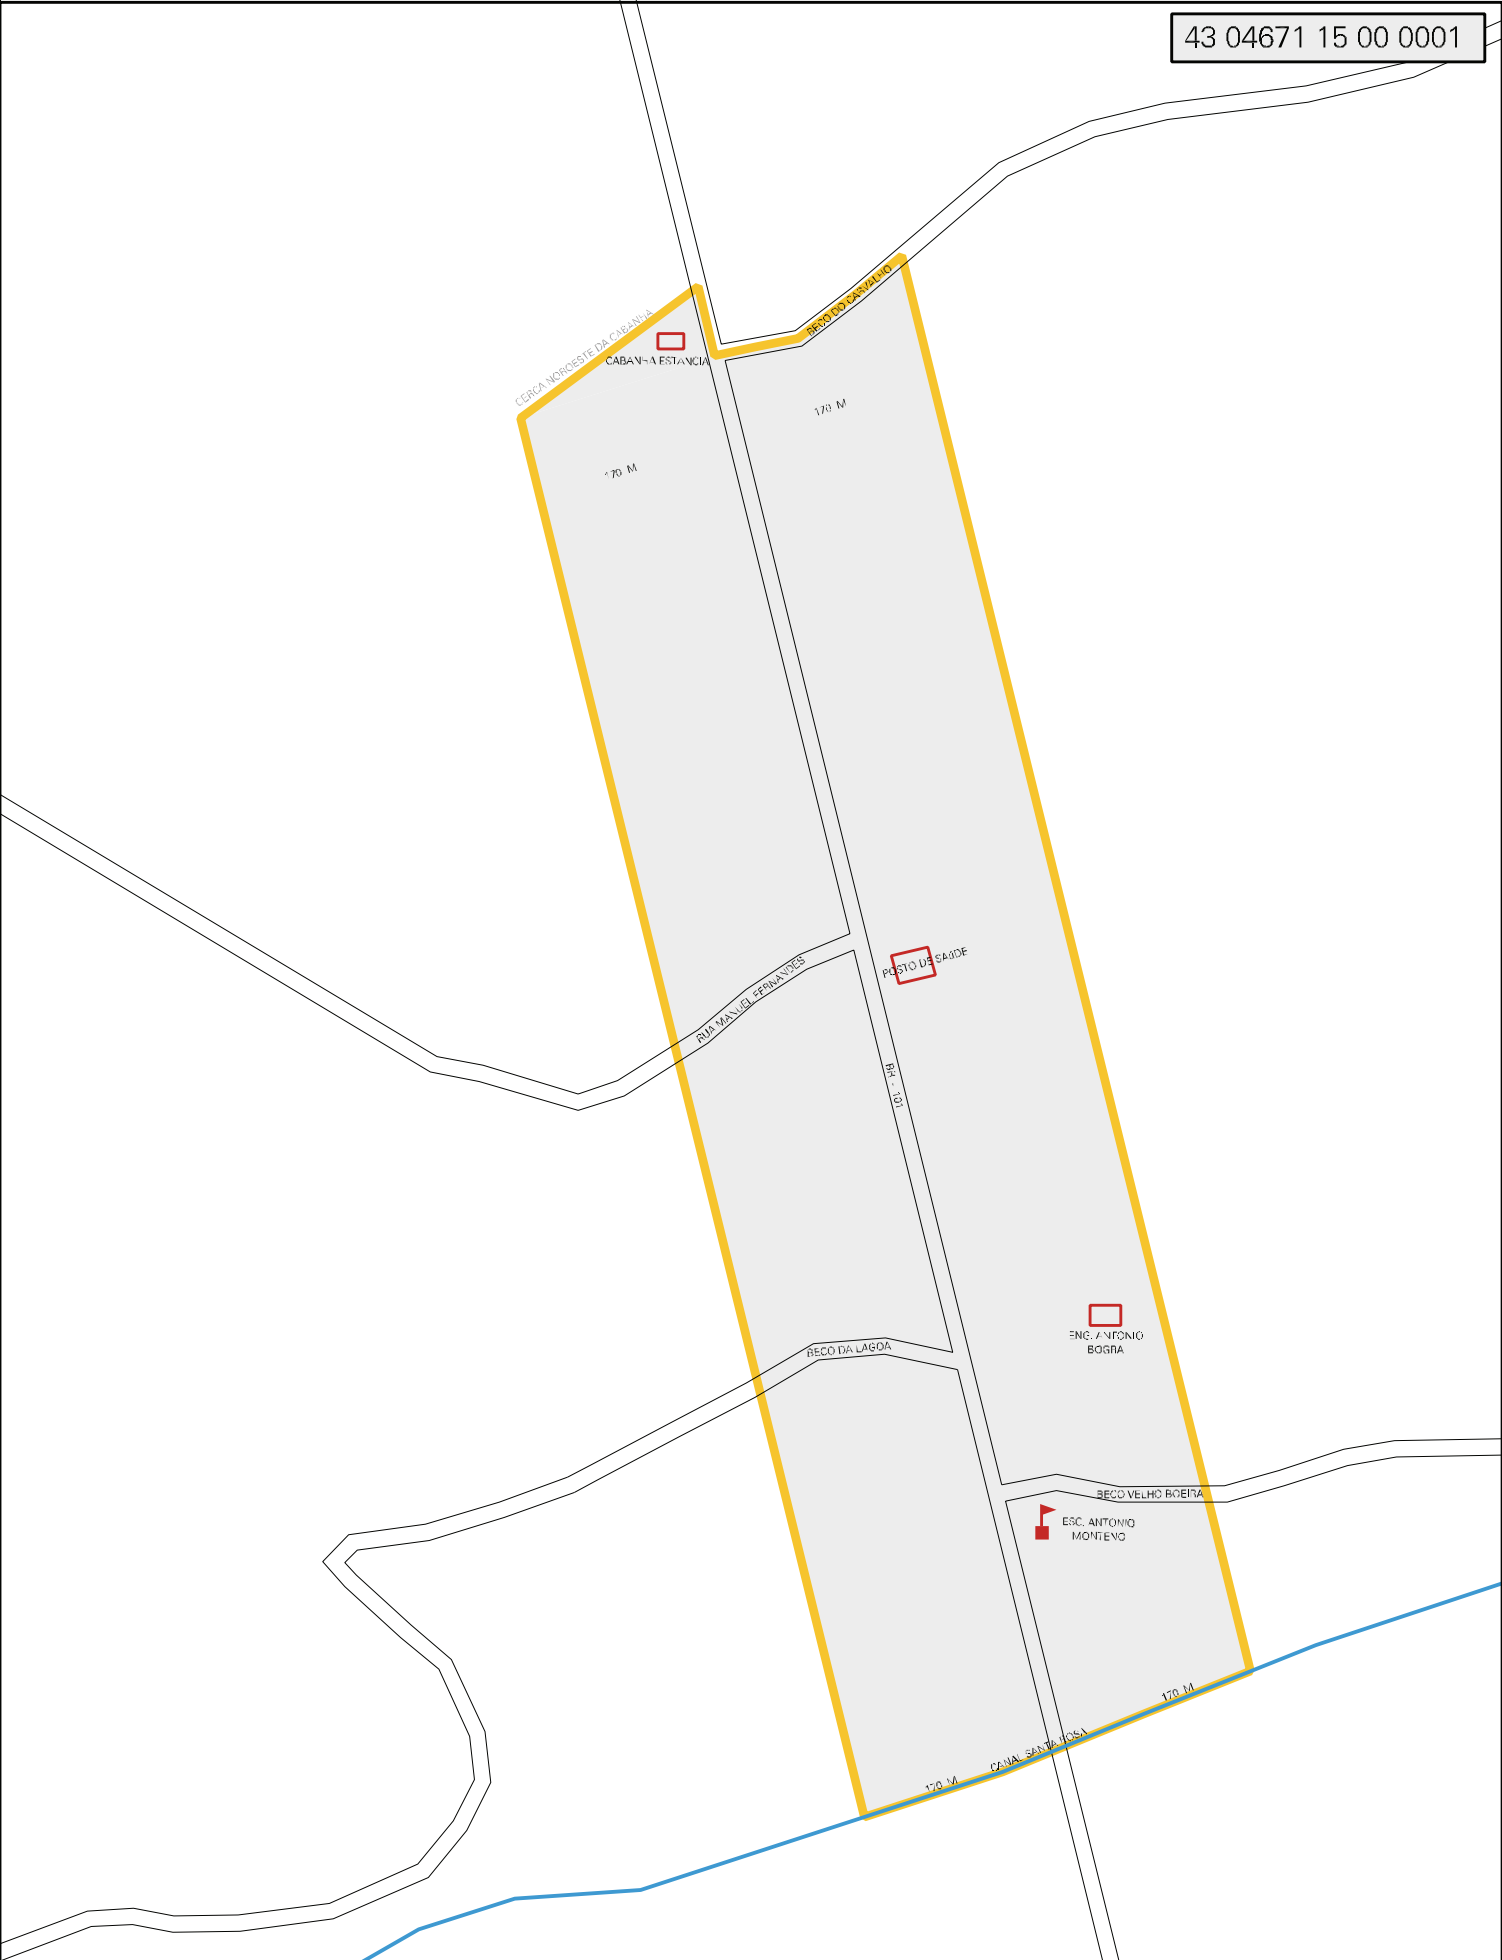 43 04671 15 00 0001
BECO DO CARVALHO
CERCA NOROESTE DA CABANHA
CABANHA ESTANCIA
170 M
170 M
POSTO DE SAÚDE
RUA MANUEL FERNANDES
BR - 101
ENG. ANTONIO
BOGRA
BECO DA LAGOA
BECO VELHO BOEIRA
ESC. ANTONIO
MONTENO
170 M
CANAL SANTA ROSA
170 M